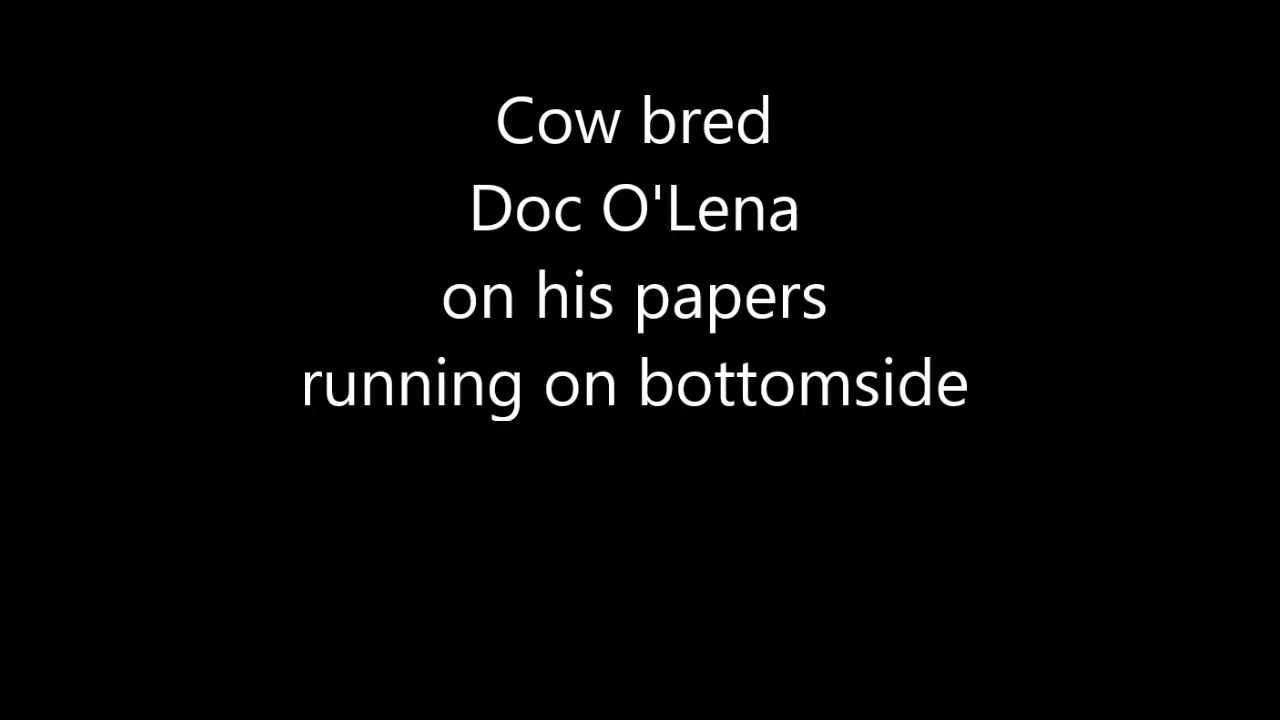 Cow bred
Doc O'Lena
on his papers
running on bottomside